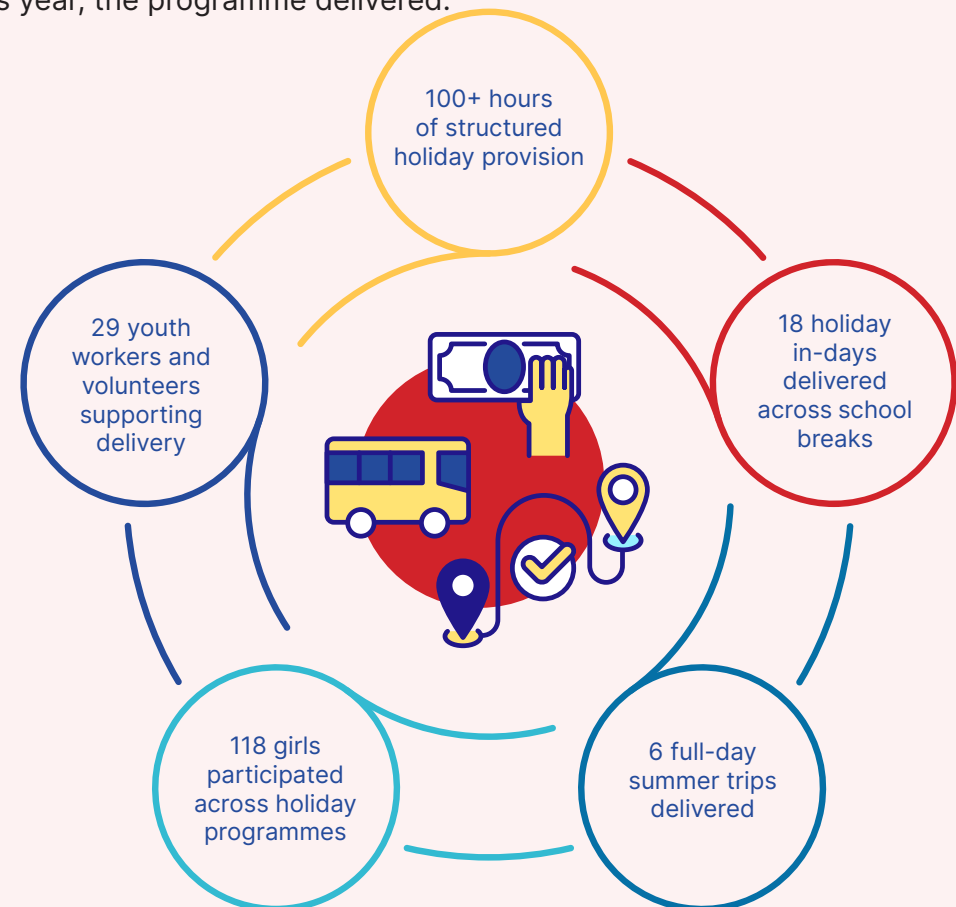 s year, the programme delivered:
100+ hours
of structured
holiday provision
18 holiday
in-days
delivered
across school
breaks
6 full-day
summer trips
delivered
118 girls
participated
across holiday
programmes
29 youth
workers and
volunteers
supporting
delivery